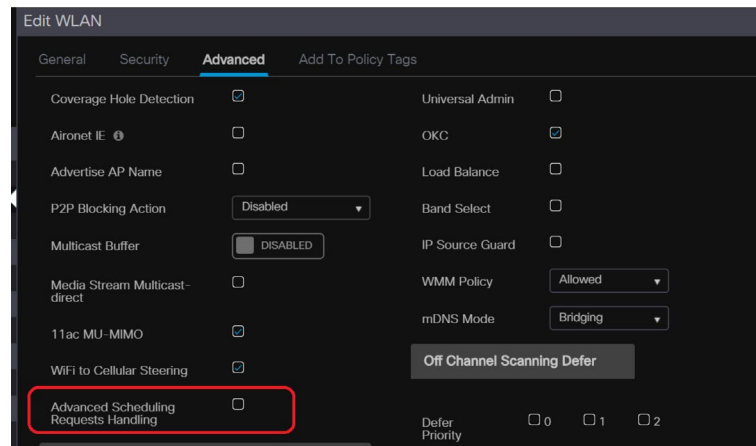 Edit WLAN
General Security Advanced Add To Policy Tags
Coverage Hole Detection
Aironet IE
Advertise AP Name
P2P Blocking Action Disabled
Multicast Buffer DISABLED
Media Stream Multicast-
direct
11ac MU-MIMO
WiFi to Cellular Steering
Advanced Scheduling
Requests Handling
Universal Admin
OKC
Load Balance
Band Select
IP Source Guard
WMM Policy Allowed
mDNS Mode Bridging
Off Channel Scanning Defer
Defer 0 1 2
Priority